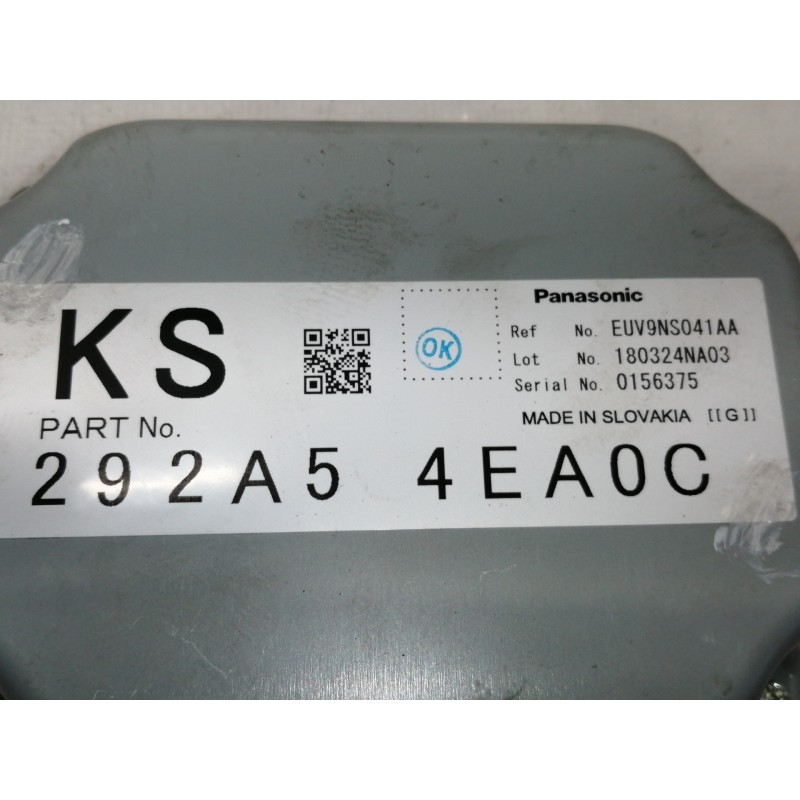 KS
OK
Panasonic
Ref No. EUV9NS041AA
Lot No. 180324NA03
Serial No. 0156375
MADE IN SLOVAKIA [[G]]
PART No.
292A5 4EA0C